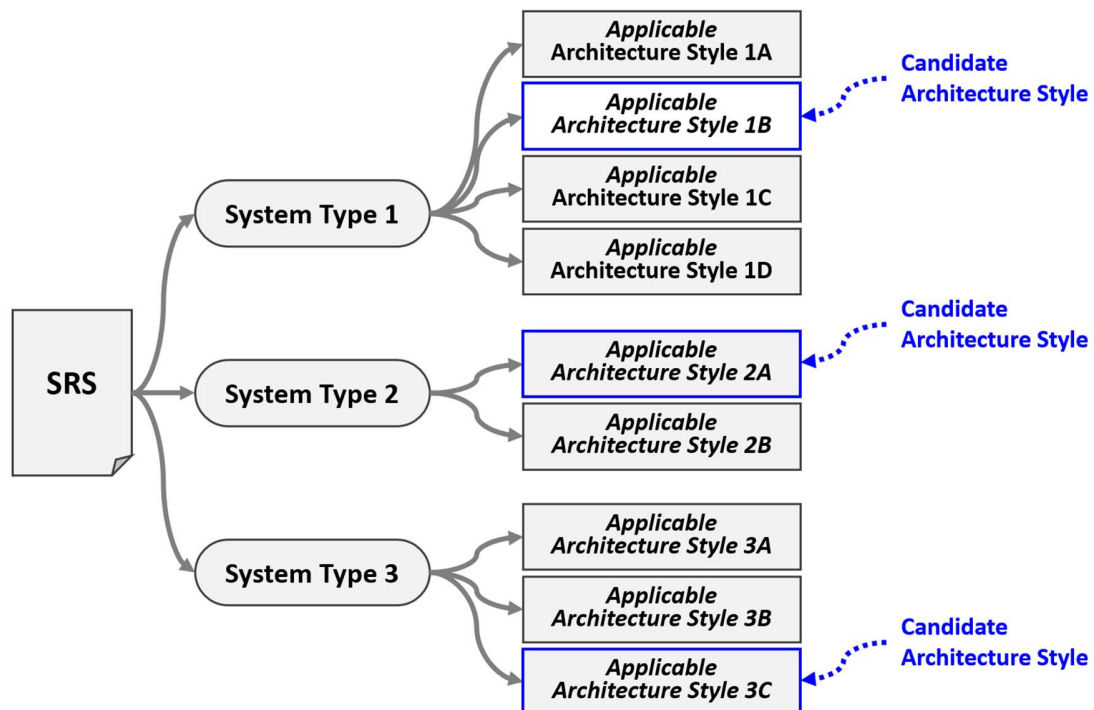 Applicable
Architecture Style 1A
Candidate
Architecture Style
Applicable
Architecture Style 1B
Applicable
Architecture Style 1C
System Type 1
Applicable
Architecture Style 1D
Candidate
Architecture Style
Applicable
Architecture Style 2A
SRS
System Type 2
Applicable
Architecture Style 2B
Applicable
Architecture Style 3A
System Type 3
Applicable
Architecture Style 3B
Candidate
Architecture Style
Applicable
Architecture Style 3C